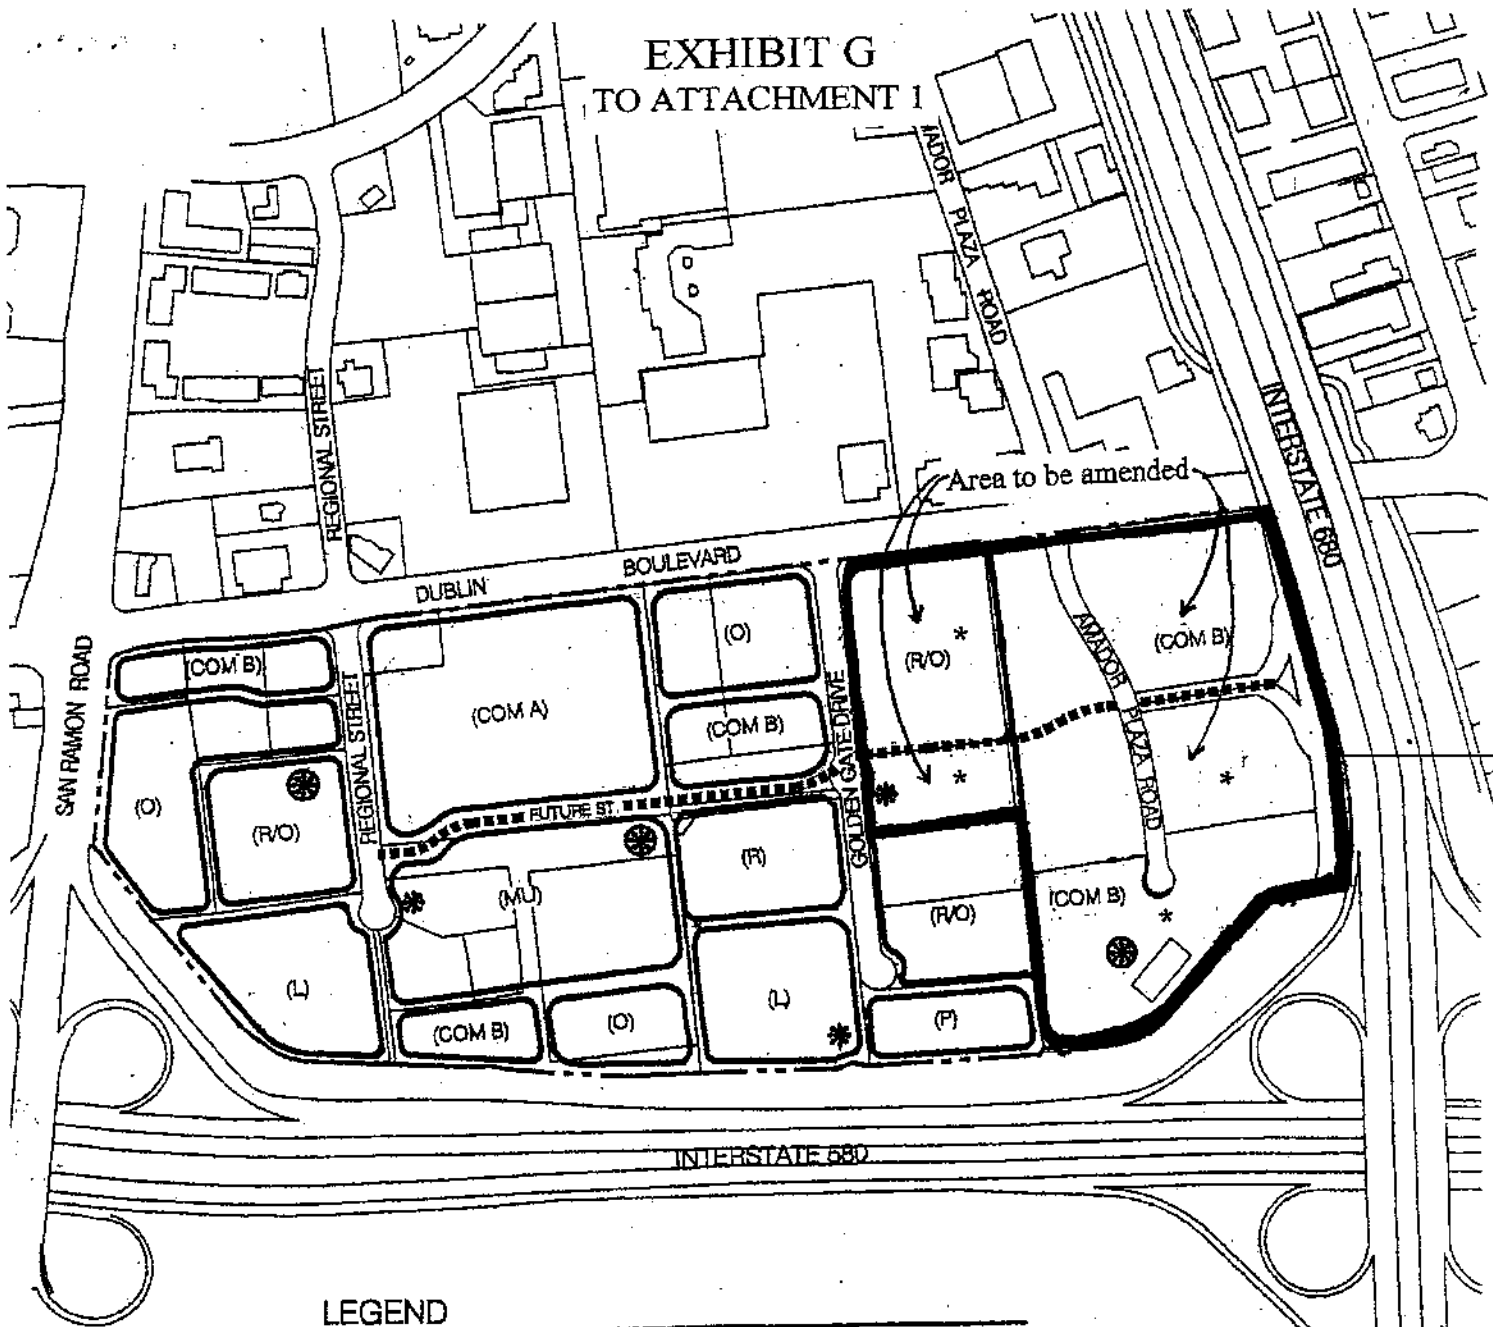 EXHIBIT G
TO ATTACHMENT 1
MADOR PLAZA ROAD
REGIONAL STREET
INTERSTATE 680
Area to be amended
DUBLIN BOULEVARD
SAN RAMON ROAD
REGIONAL STREET
GOLDEN GATE DRIVE
AMADOR PLAZA ROAD
(COM B)
(COM A)
(O)
(COM B)
(R/O)
*
(COM B)
(O)
(R/O)
FUTURE ST.
*
*
(R)
(MU)
(R/O)
(COM B)
*
(L)
(COM B)
(O)
(L)
(P)
INTERSTATE 580
LEGEND